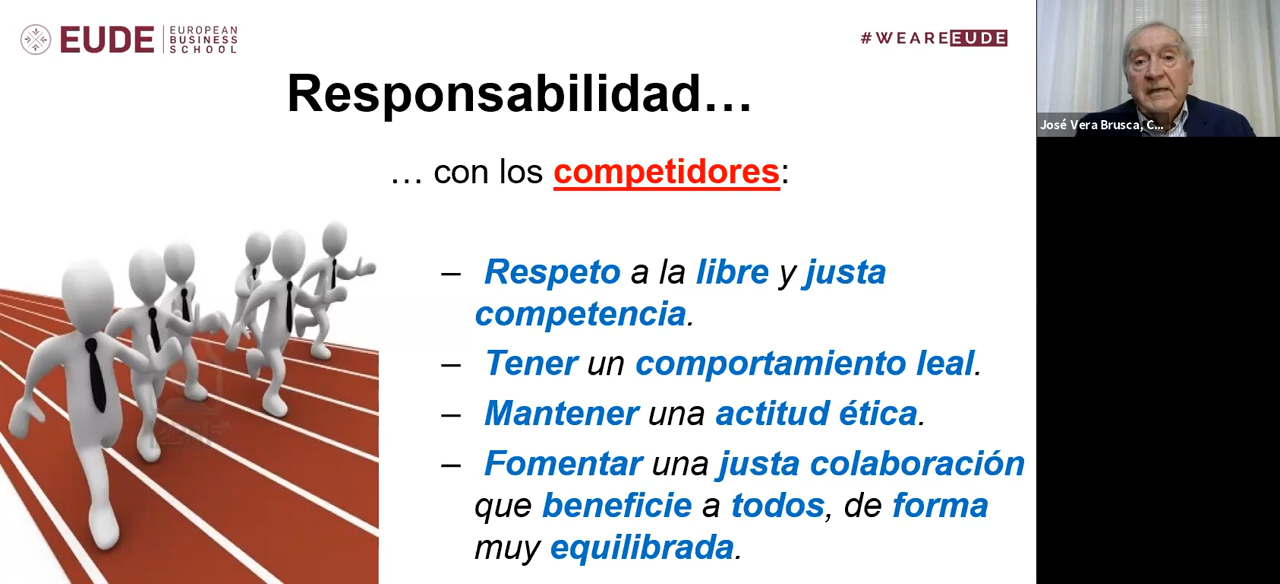 EUDE
EUROPEAN
BUSINESS
SCHOOL
#WEAREEUDE
Responsabilidad…
… con los competidores:
– Respeto a la libre y justa
competencia.
– Tener un comportamiento leal.
– Mantener una actitud ética.
– Fomentar una justa colaboración
que beneficie a todos, de forma
muy equilibrada.
José Vera Brusca, C...